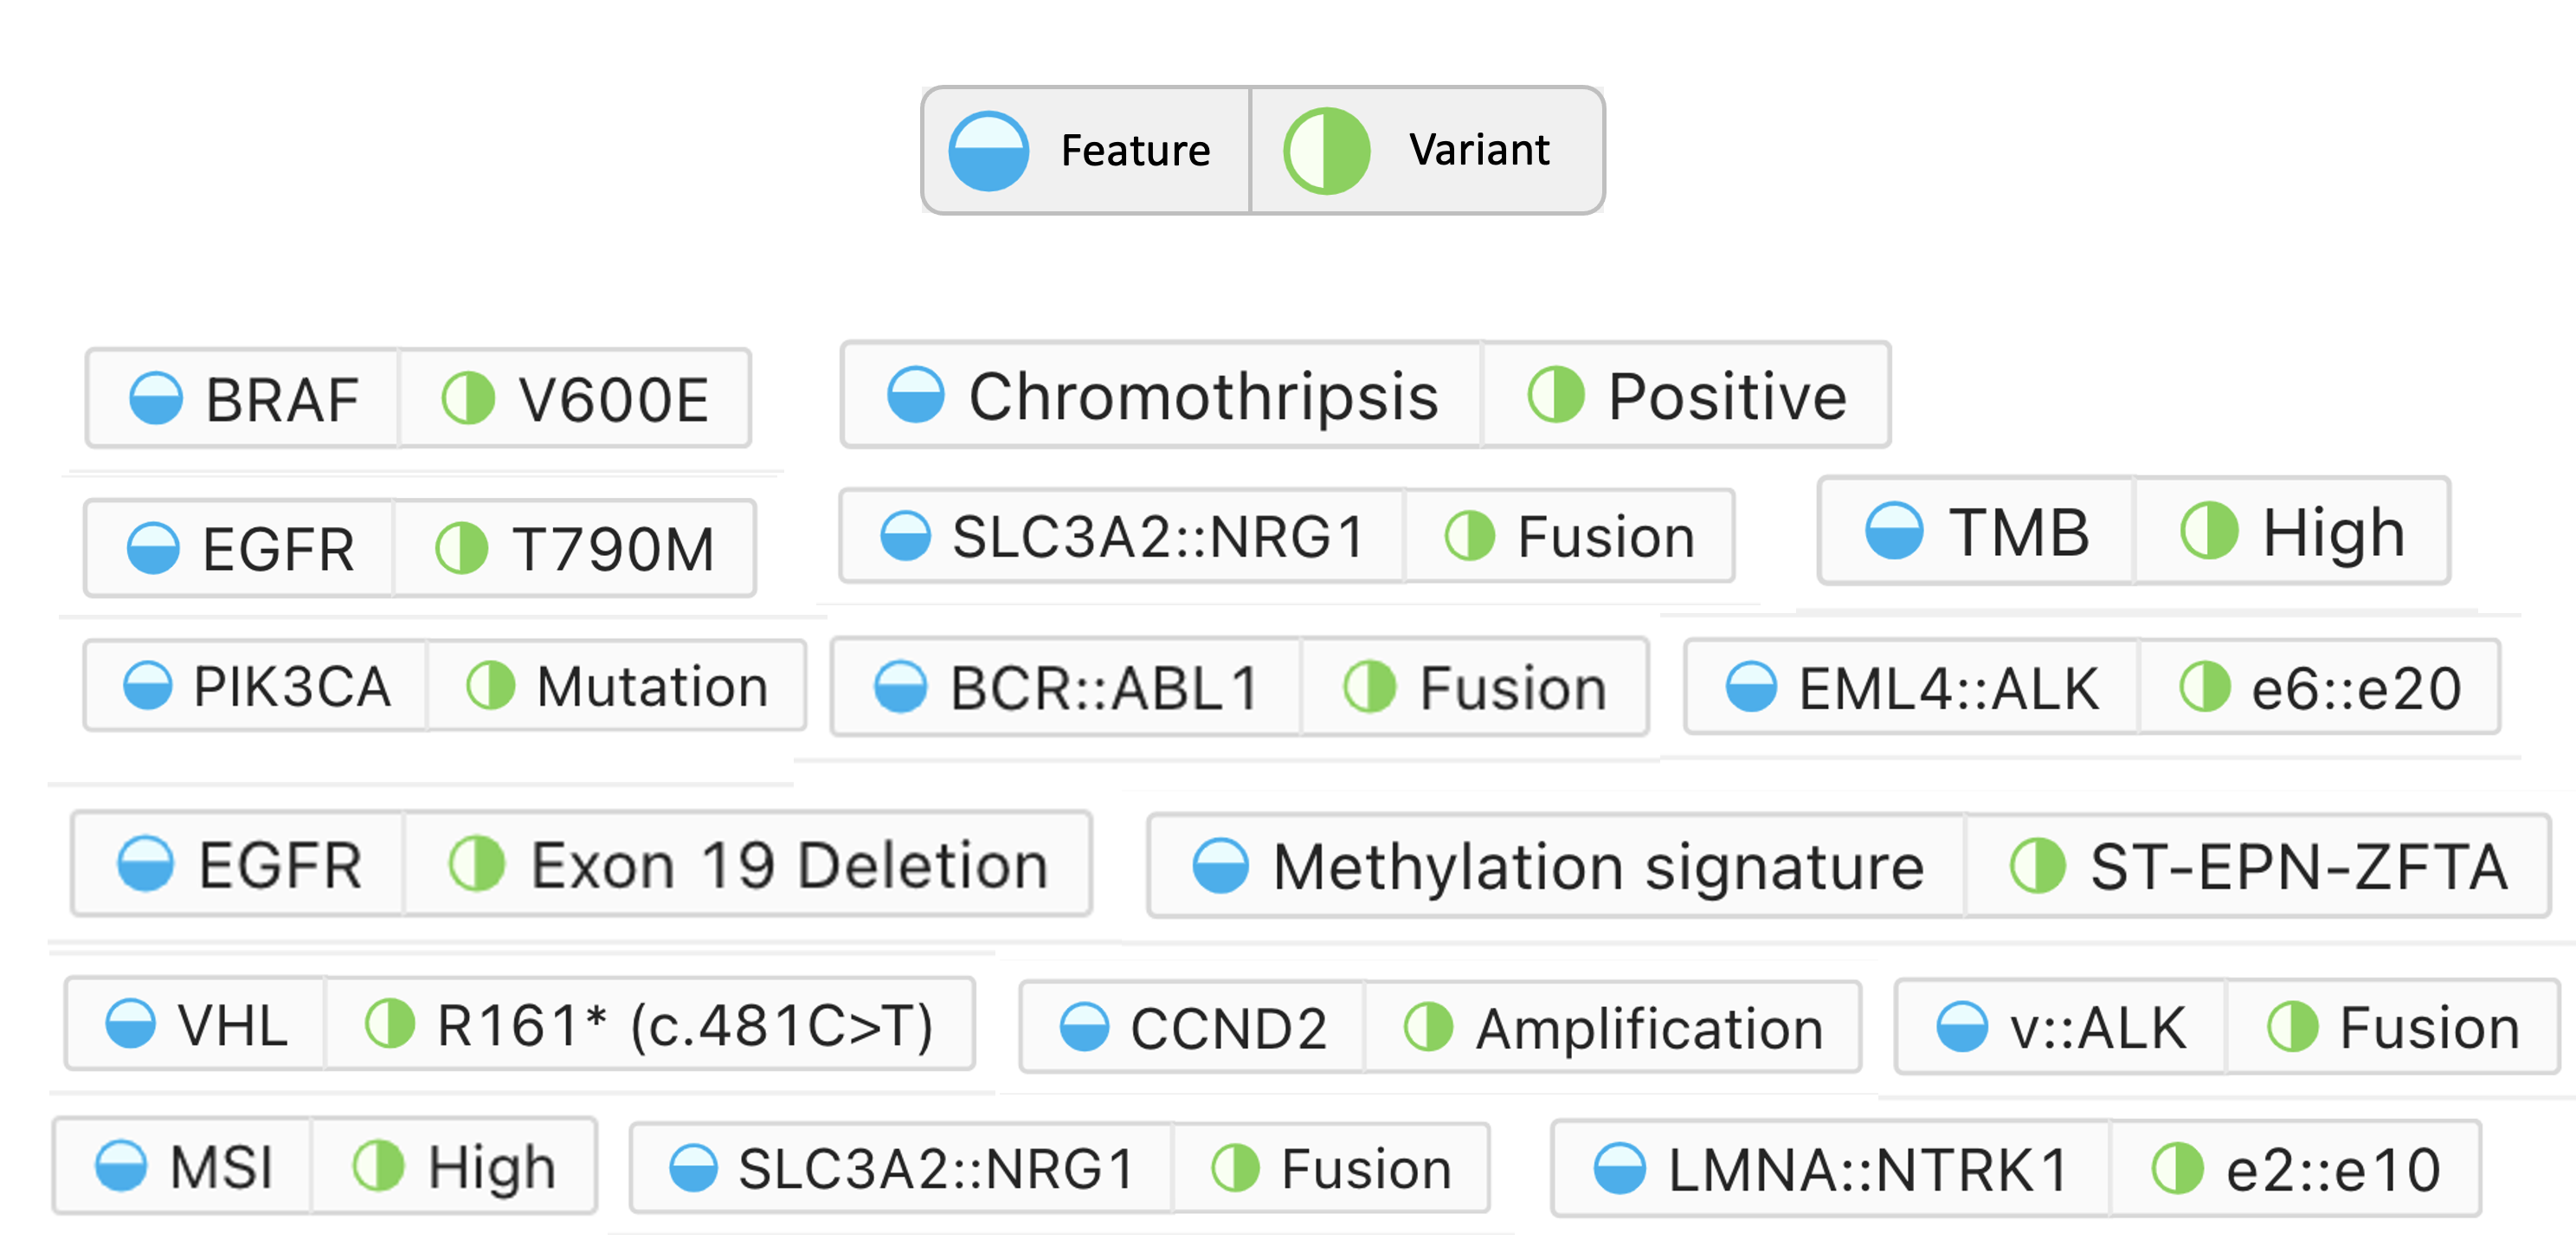 Feature Variant
BRAF V600E Chromothripsis Positive
EGFR T790M SLC3A2::NRG1 Fusion TMB High
PIK3CA Mutation BCR::ABL1 Fusion EML4::ALK e6::e20
EGFR Exon 19 Deletion Methylation signature ST-EPN-ZFTA
VHL R161* (c.481C>T) CCND2 Amplification v::ALK Fusion
MSI High SLC3A2::NRG1 Fusion LMNA::NTRK1 e2::e10